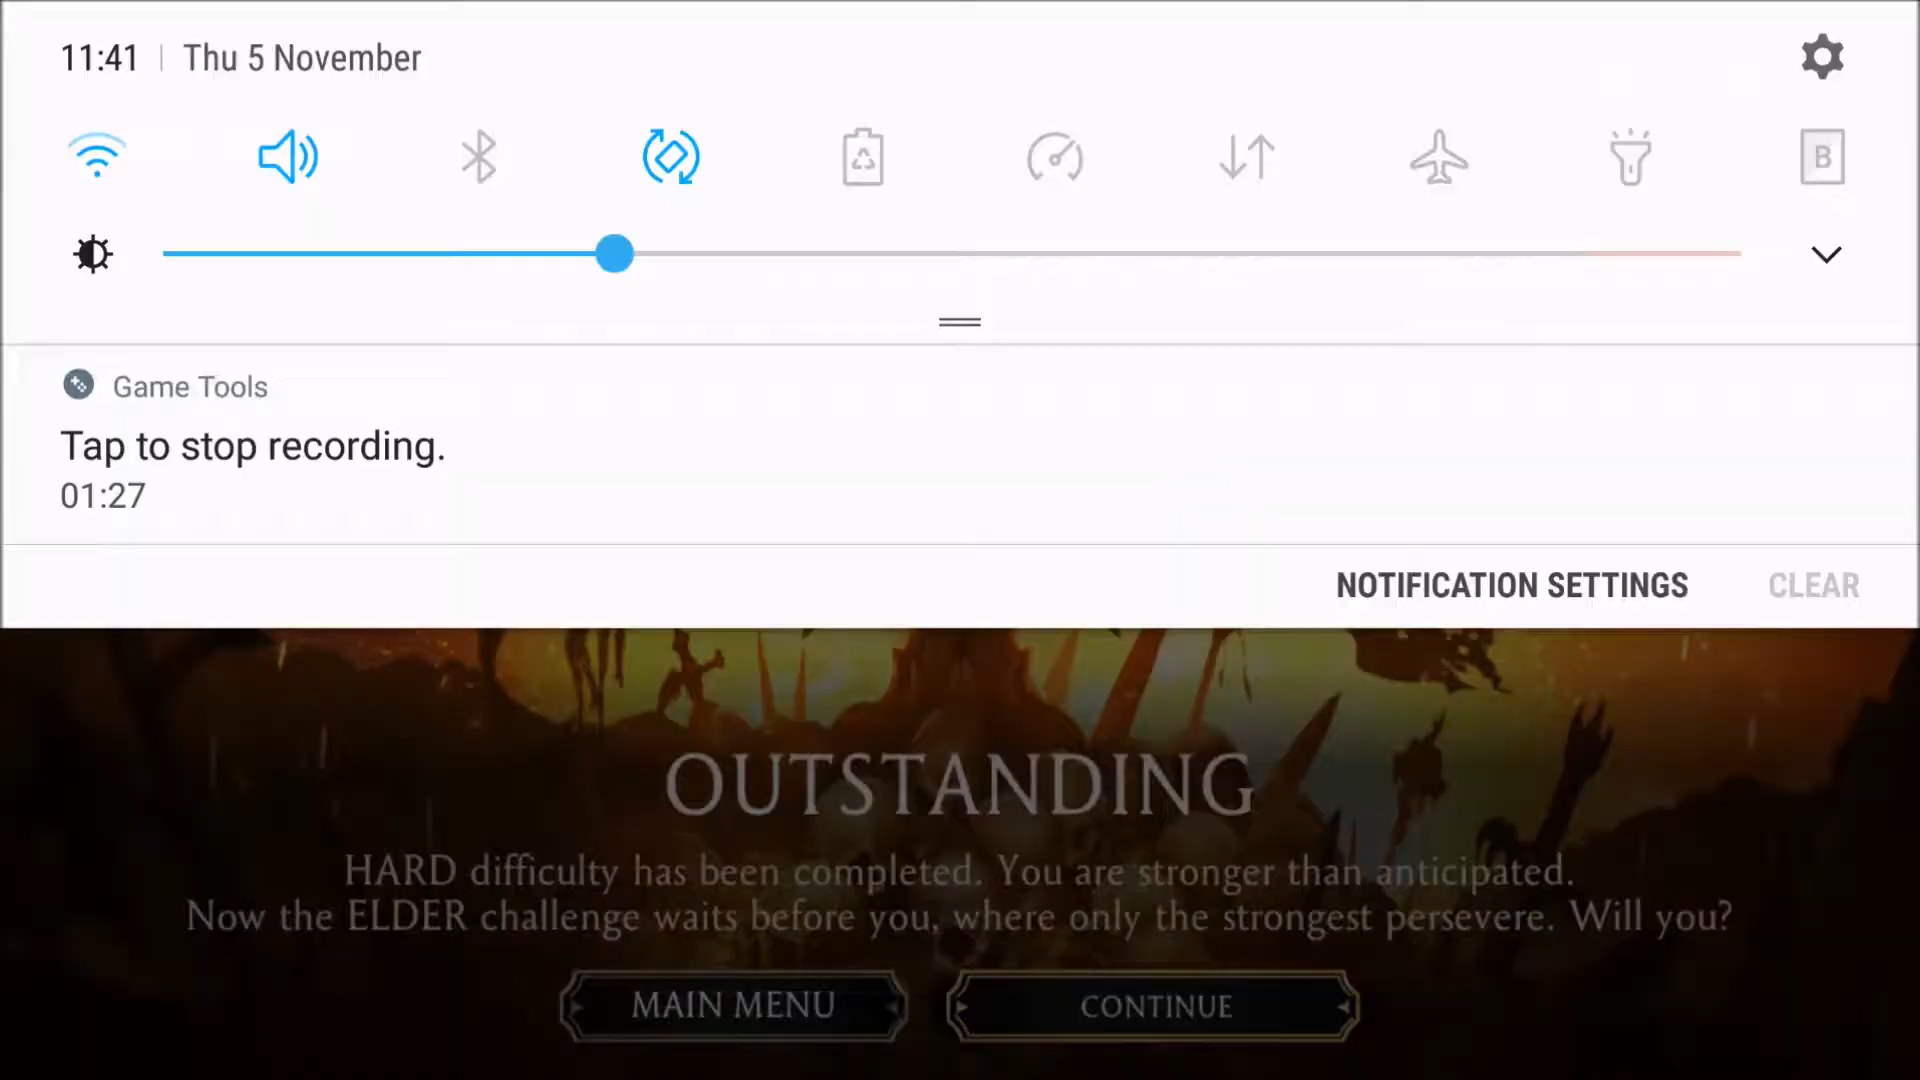 11:41 | Thu 5 November
B
Game Tools
Tap to stop recording.
01:27
NOTIFICATION SETTINGS CLEAR
OUTSTANDING
HARD difficulty has been completed. You are stronger than anticipated.
Now the ELDER challenge waits before you, where only the strongest persevere. Will you?
MAIN MENU CONTINUE